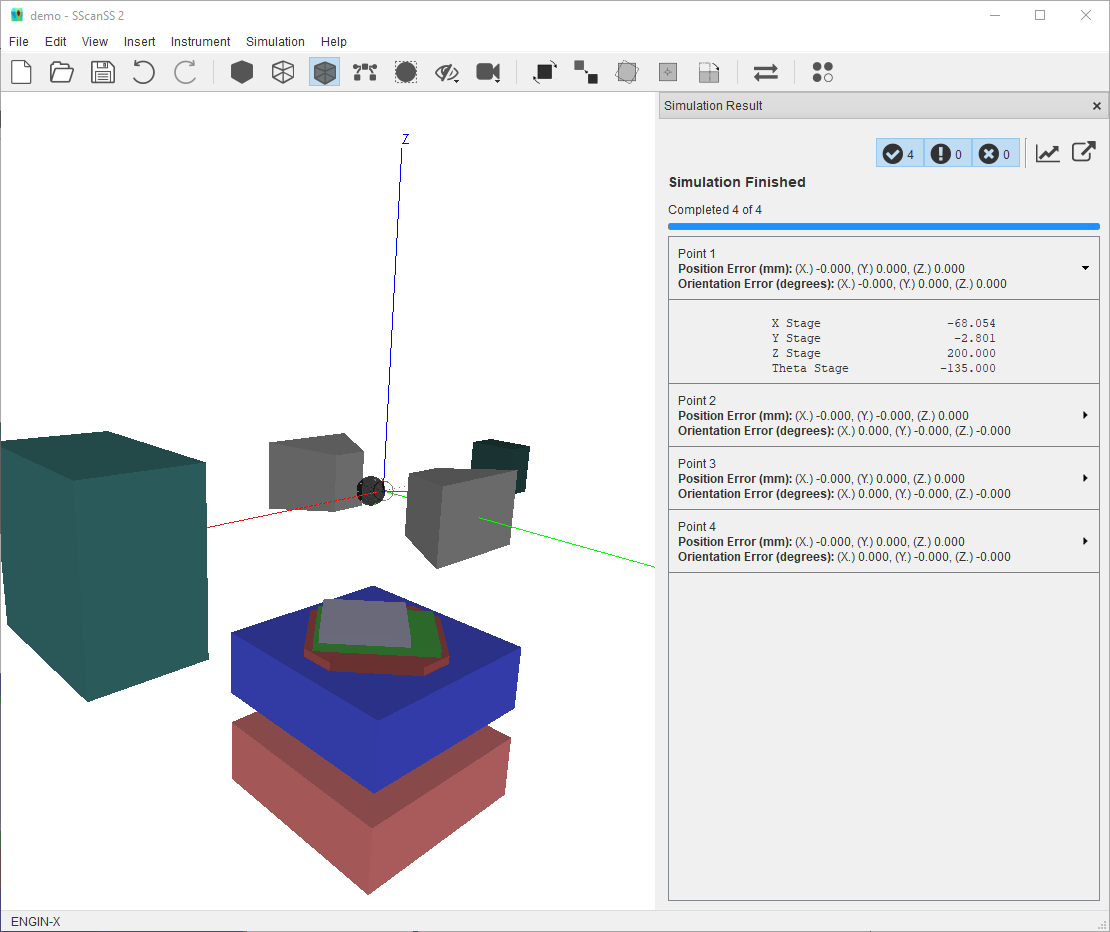 demo - SScanSS 2
File Edit View Insert Instrument Simulation Help
Simulation Result
4 0 0
Simulation Finished
Completed 4 of 4
Point 1
Position Error (mm): (X.) -0.000, (Y.) 0.000, (Z.) 0.000
Orientation Error (degrees): (X.) -0.000, (Y.) 0.000, (Z.) 0.000
X Stage -68.054
Y Stage -2.801
Z Stage 200.000
Theta Stage -135.000
Point 2
Position Error (mm): (X.) -0.000, (Y.) -0.000, (Z.) 0.000
Orientation Error (degrees): (X.) 0.000, (Y.) -0.000, (Z.) -0.000
Point 3
Position Error (mm): (X.) -0.000, (Y.) -0.000, (Z.) 0.000
Orientation Error (degrees): (X.) 0.000, (Y.) -0.000, (Z.) -0.000
Point 4
Position Error (mm): (X.) -0.000, (Y.) 0.000, (Z.) 0.000
Orientation Error (degrees): (X.) 0.000, (Y.) -0.000, (Z.) -0.000
Z
ENGIN-X